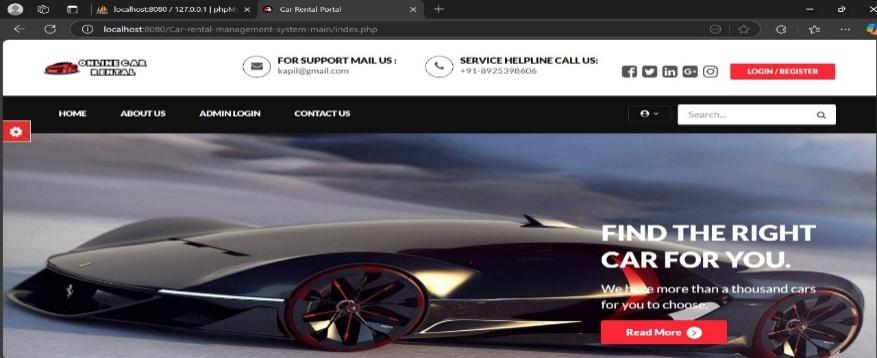 localhost:8080 / 127.0.0.1 | phpM
Car Rental Portal
localhost:8080/Car-rental-management-system-main/index.php
ONLINE CAR
RENTAL
FOR SUPPORT MAIL US :
kapil@gmail.com
SERVICE HELPLINE CALL US:
+91-8925398606
LOGIN / REGISTER
HOME
ABOUT US
ADMIN LOGIN
CONTACT US
Search...
FIND THE RIGHT
CAR FOR YOU.
We have more than a thousand cars
for you to choose.
Read More